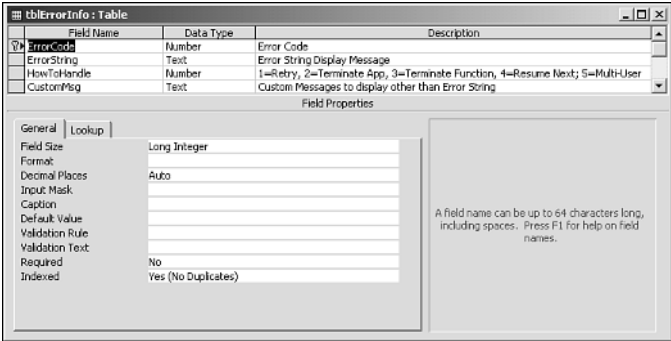 tblErrorInfo : Table
Field Name Data Type Description
ErrorCode Number Error Code
ErrorString Text Error String Display Message
HowToHandle Number 1=Retry, 2=Terminate App, 3=Terminate Function, 4=Resume Next; 5=Multi-User
CustomMsg Text Custom Messages to display other than Error String
Field Properties
General Lookup
Field Size Long Integer
Format
Decimal Places Auto
Input Mask
Caption
Default Value
Validation Rule
Validation Text
Required No
Indexed Yes (No Duplicates)
A field name can be up to 64 characters long,
including spaces. Press F1 for help on field
names.